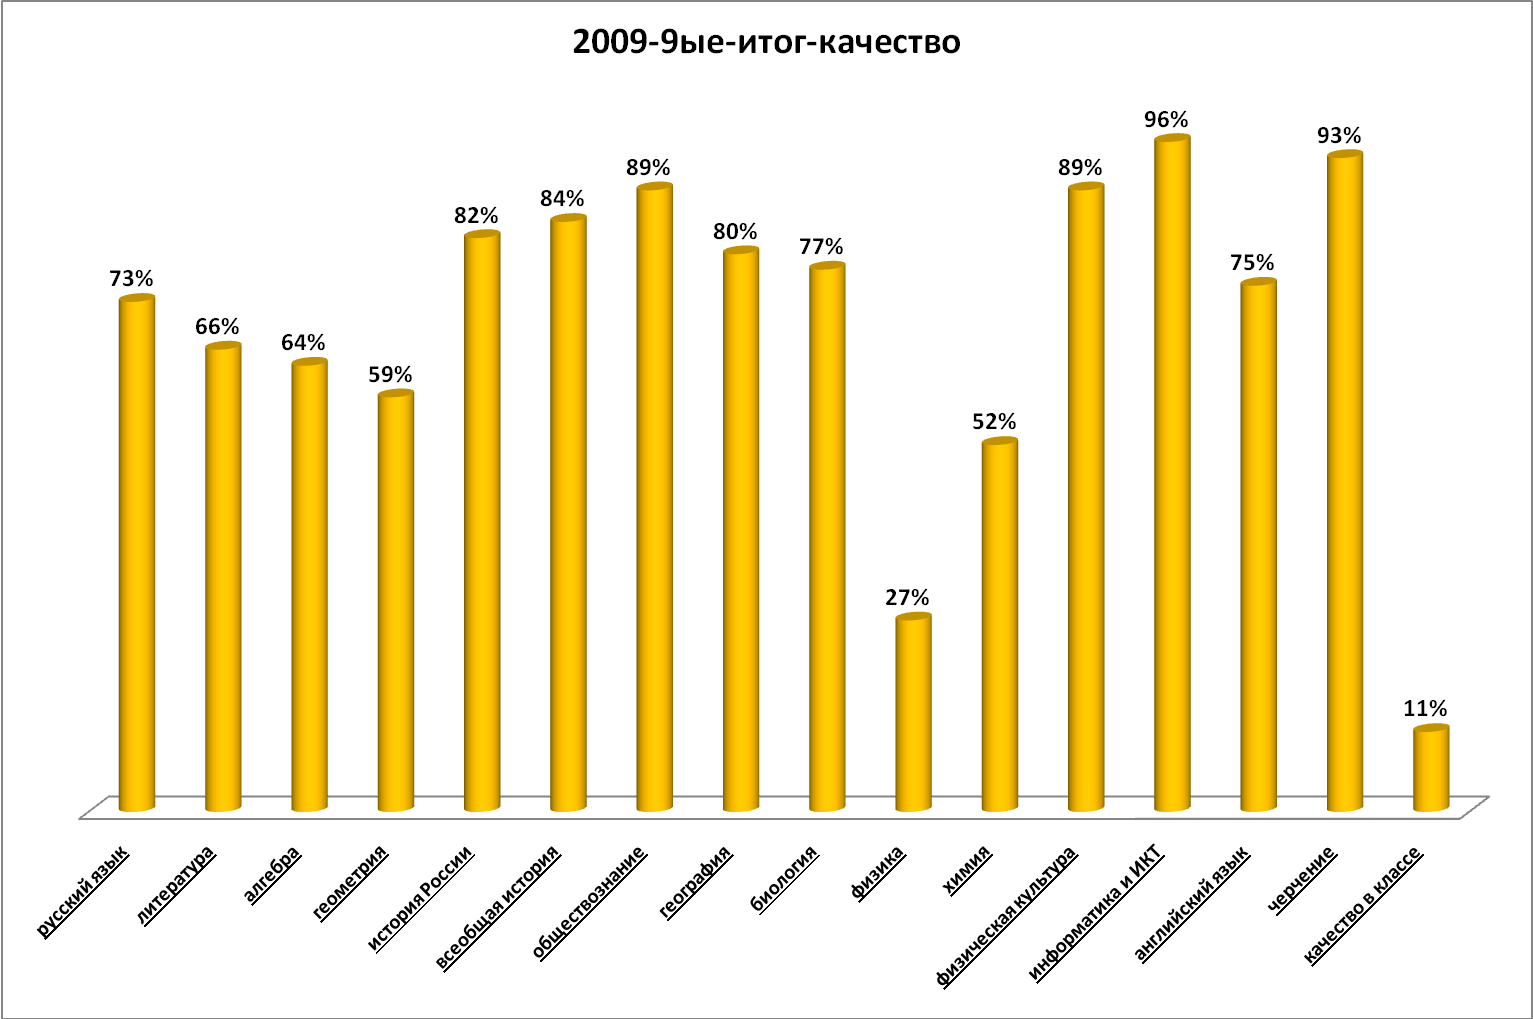 2009-9ые-итог-качество
73%
66%
64%
59%
82%
84%
89%
80%
77%
27%
52%
89%
96%
75%
93%
11%
русский язык
литература
алгебра
геометрия
история России
всеобщая история
обществознание
география
биология
физика
химия
физическая культура
информатика и ИКТ
английский язык
черчение
качество в классе